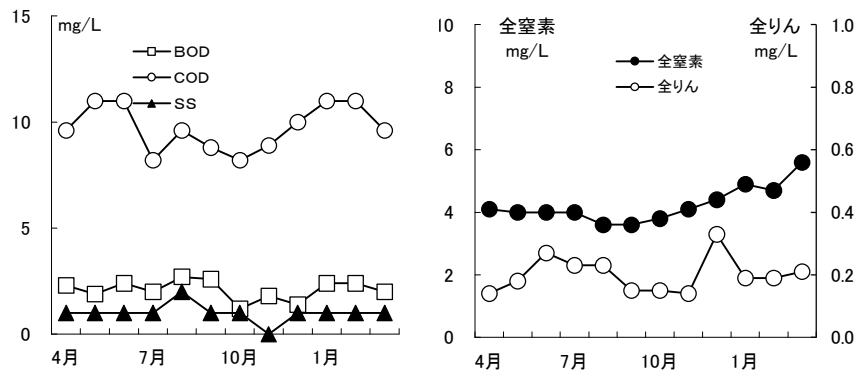 15
mg/L
BOD
COD
SS
10
5
0
4月 7月 10月 1月
10 全窒素 全りん 1.0
mg/L mg/L
全窒素
全りん
8 0.8
6 0.6
4 0.4
2 0.2
0 0.0
4月 7月 10月 1月